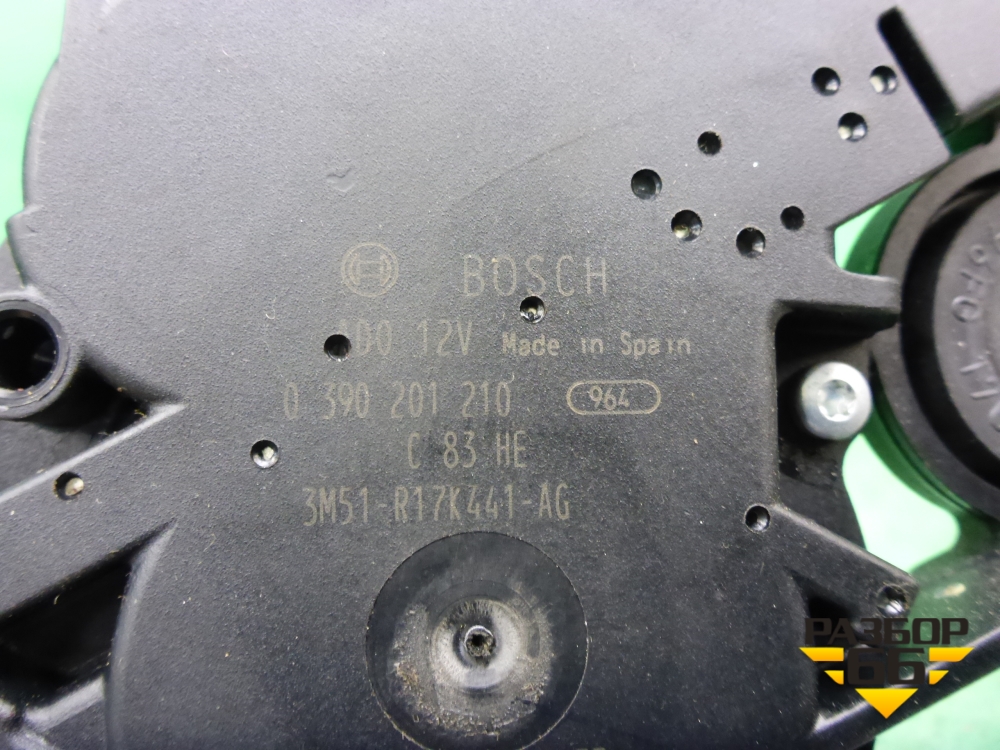 BOSCH
12V Made in Spain
0 390 201 210 964
C 83 HE
3M51-R17K441-AG
РАЗБОР
66